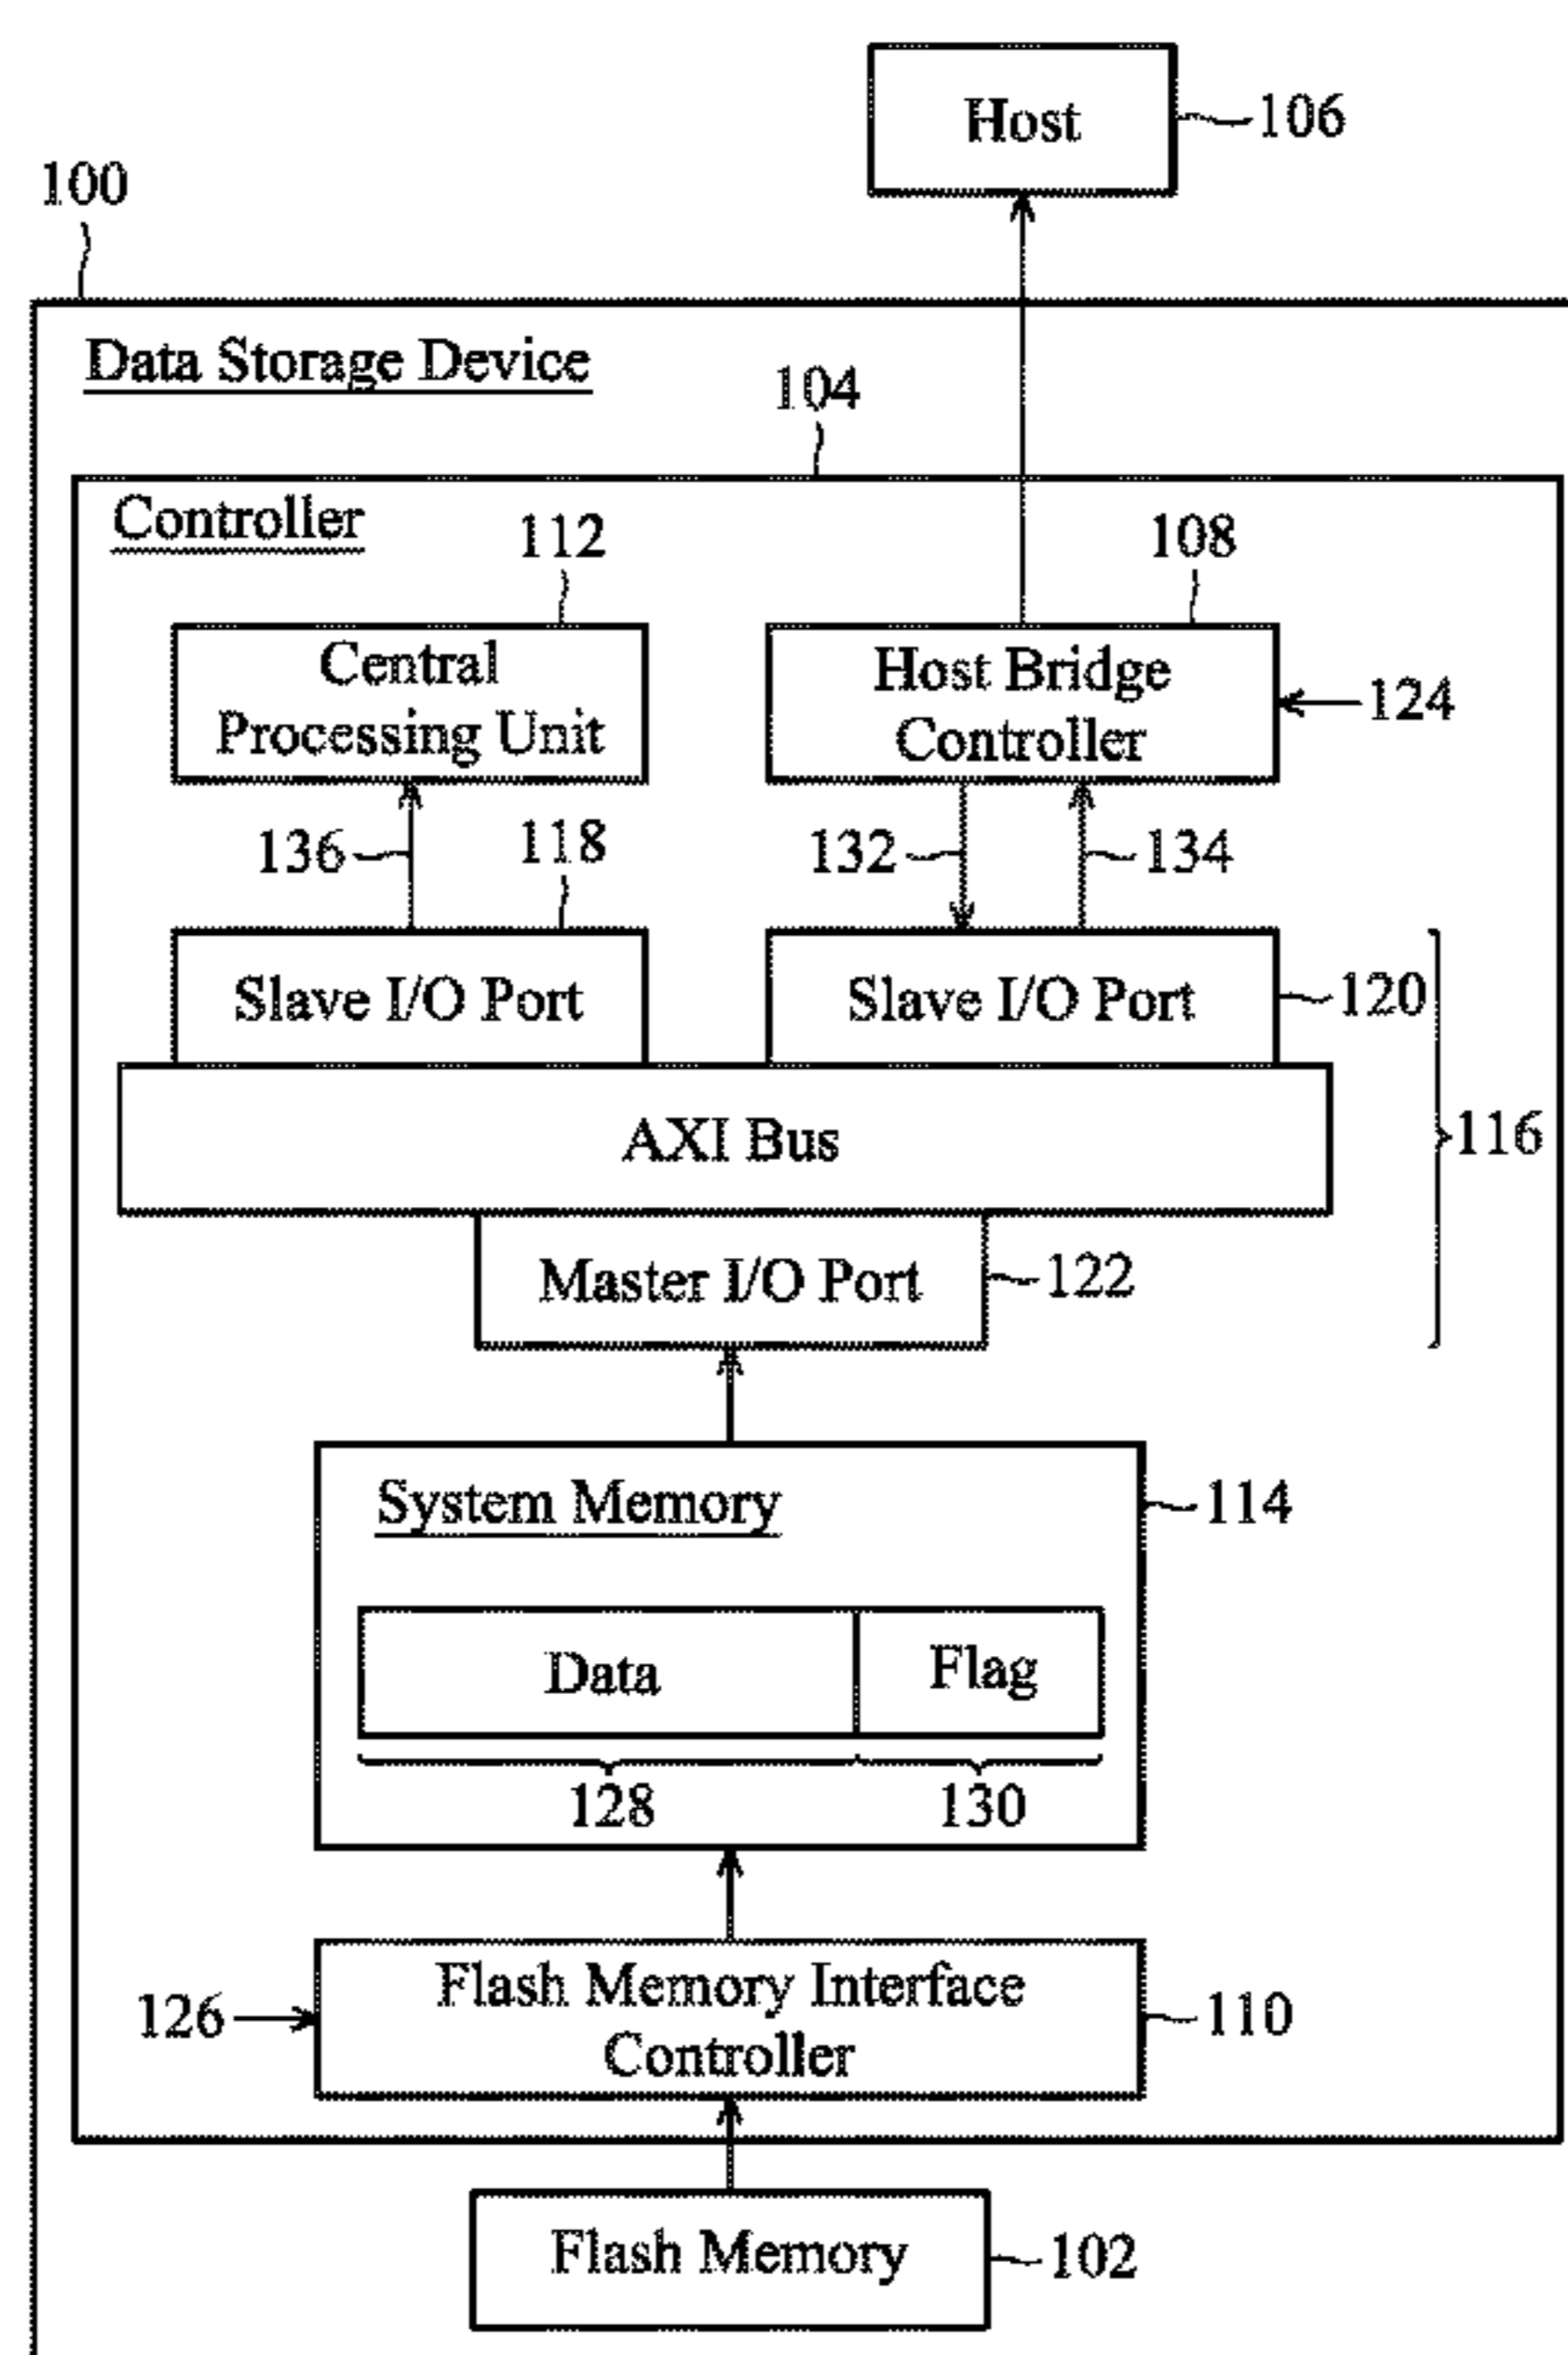 Host
106
100
Data Storage Device
104
Controller
112
108
Central
Processing Unit
Host Bridge
Controller
124
136
118
132
134
Slave I/O Port
Slave I/O Port
120
AXI Bus
116
Master I/O Port
122
System Memory
114
Data
Flag
128
130
Flash Memory Interface
Controller
126
110
Flash Memory
102